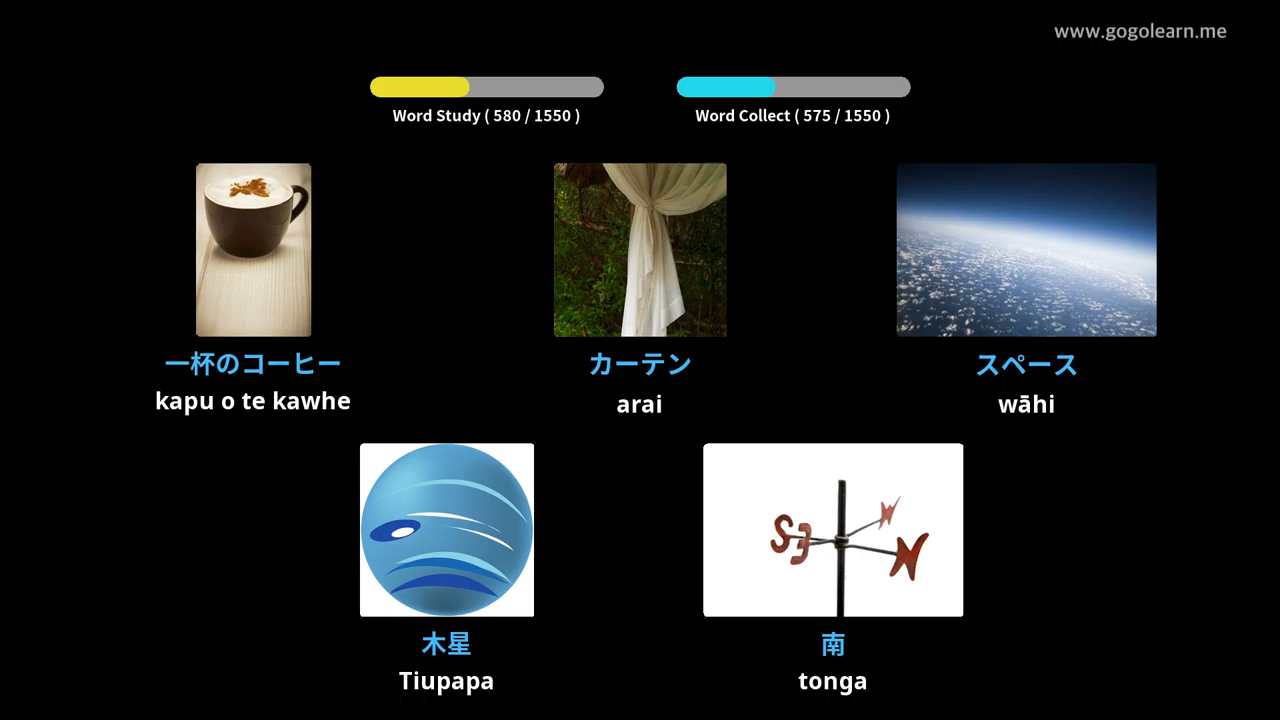 www.gogolearn.me
Word Study ( 580 / 1550 )
Word Collect ( 575 / 1550 )
一杯のコーヒー
kapu o te kawhe
カーテン
arai
スペース
wāhi
S
E
N
木星
Tiupapa
南
tonga